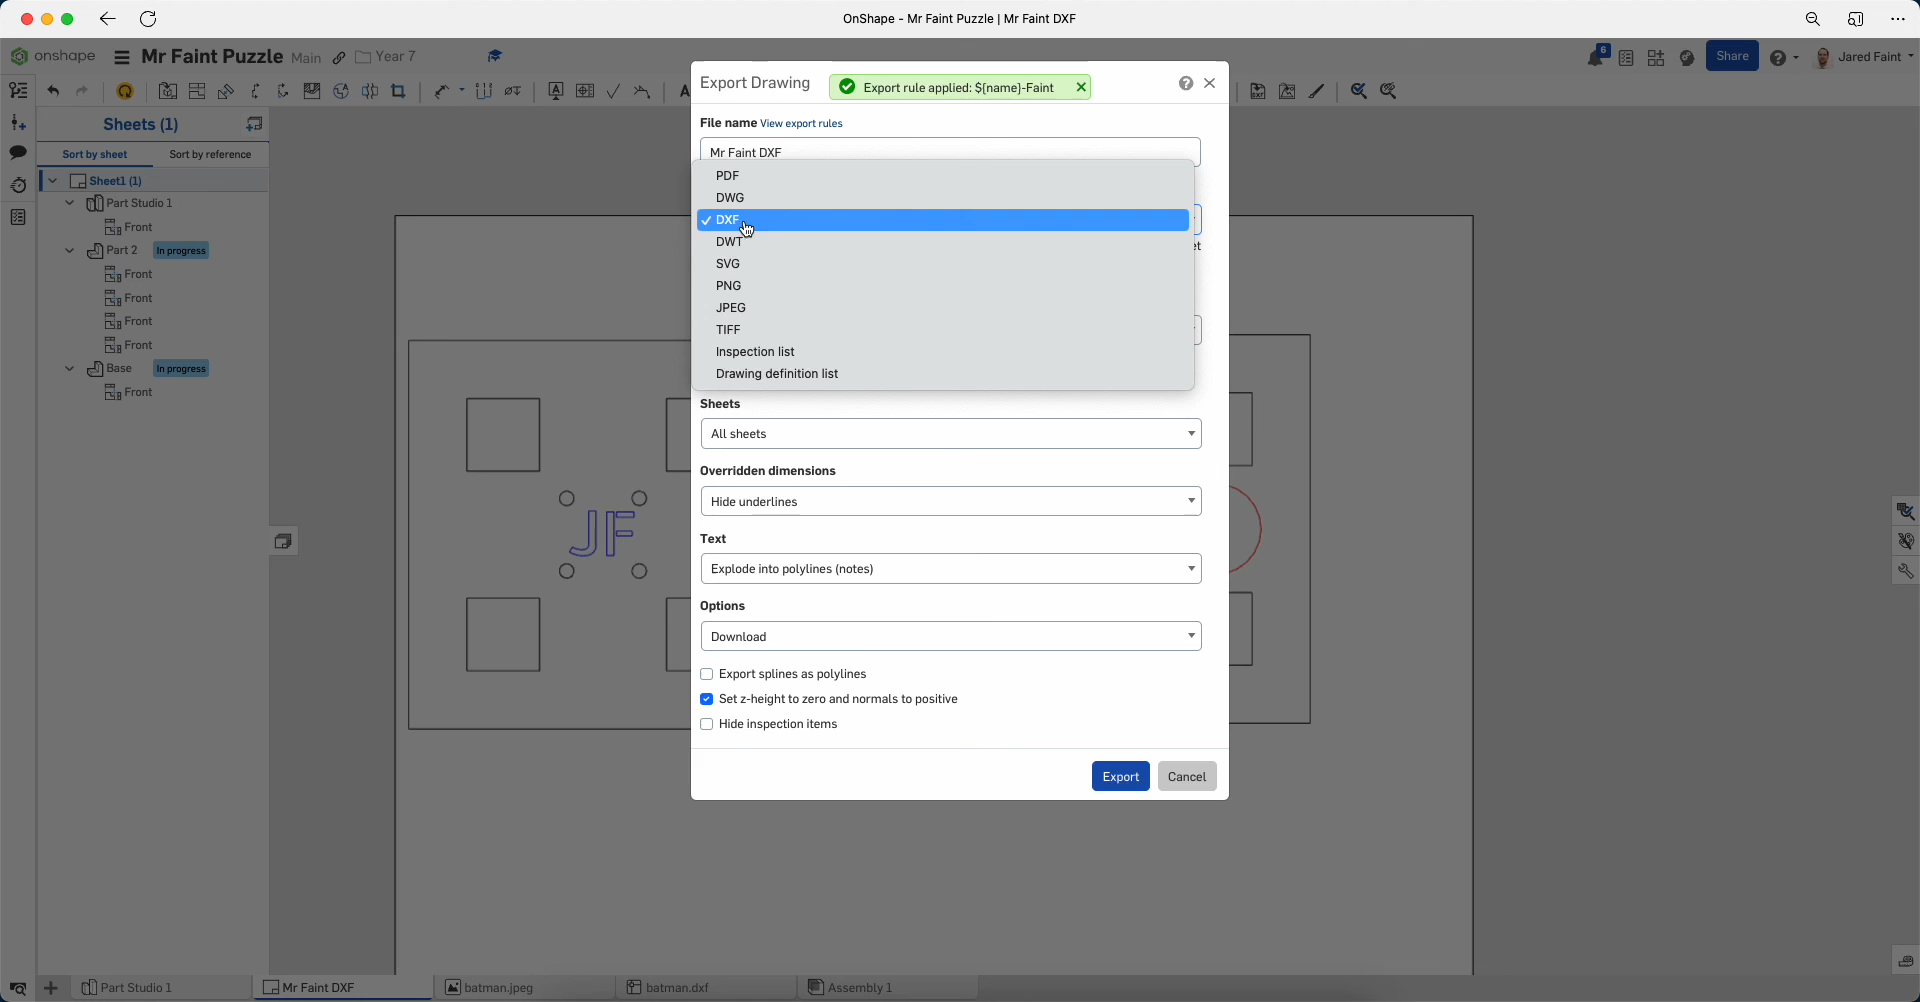 OnShape - Mr Faint Puzzle | Mr Faint DXF
onshape
Mr Faint Puzzle
Main
Year 7
6
Share
Jared Faint
Export Drawing
Export rule applied: ${name}-Faint
Sheets (1)
Sort by sheet
Sort by reference
Sheet1 (1)
Part Studio 1
Front
Part 2
In progress
Front
Front
Front
Front
Base
In progress
Front
File name
View export rules
Mr Faint DXF
PDF
DWG
DXF
DWT
SVG
PNG
JPEG
TIFF
Inspection list
Drawing definition list
Sheets
All sheets
Overridden dimensions
Hide underlines
Text
Explode into polylines (notes)
Options
Download
Export splines as polylines
Set z-height to zero and normals to positive
Hide inspection items
Export
Cancel
JF
Part Studio 1
Mr Faint DXF
batman.jpeg
batman.dxf
Assembly 1